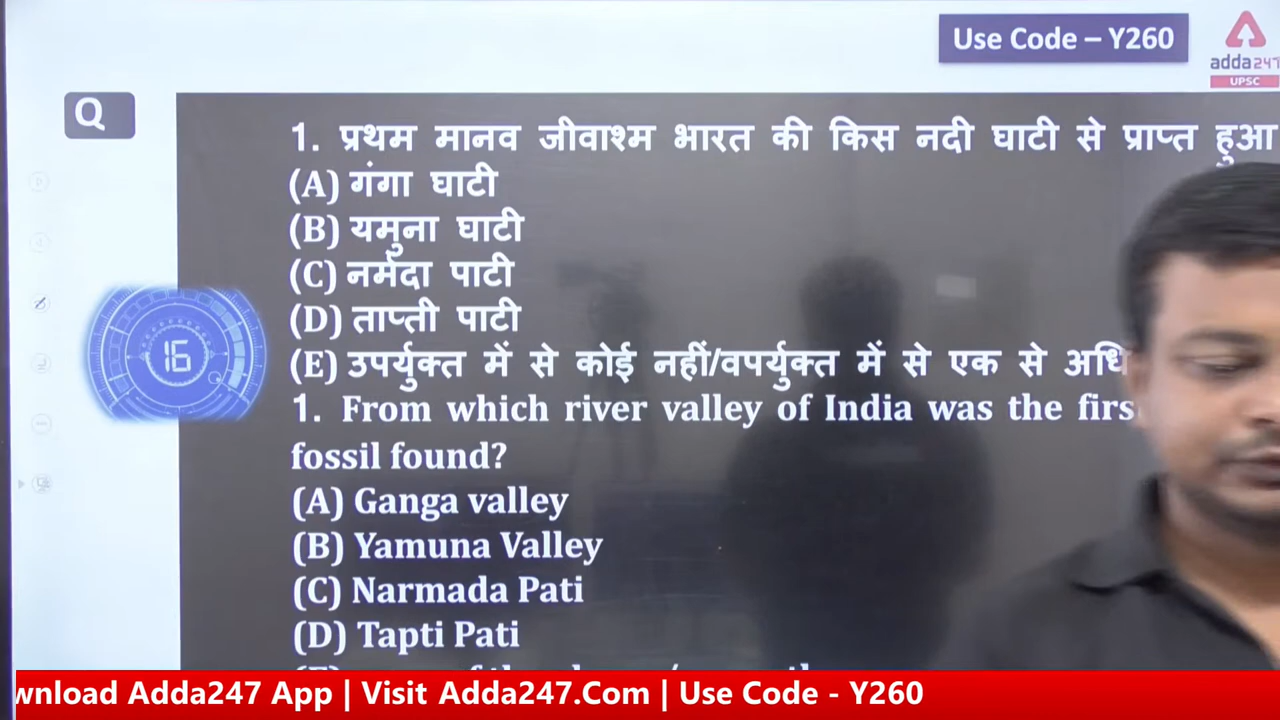 Use Code – Y260
adda247
UPSC
Q
1. प्रथम मानव जीवाश्म भारत की किस नदी घाटी से प्राप्त हुआ
(A) गंगा घाटी
(B) यमुना घाटी
(C) नर्मदा पाटी
(D) ताप्ती पाटी
(E) उपर्युक्त में से कोई नहीं/वपर्युक्त में से एक से
16
1. From which river valley of India was the
fossil found?
(A) Ganga valley
(B) Yamuna Valley
(C) Narmada Pati
(D) Tapti Pati
wnload Adda247 App | Visit Adda247.Com | Use Code - Y260